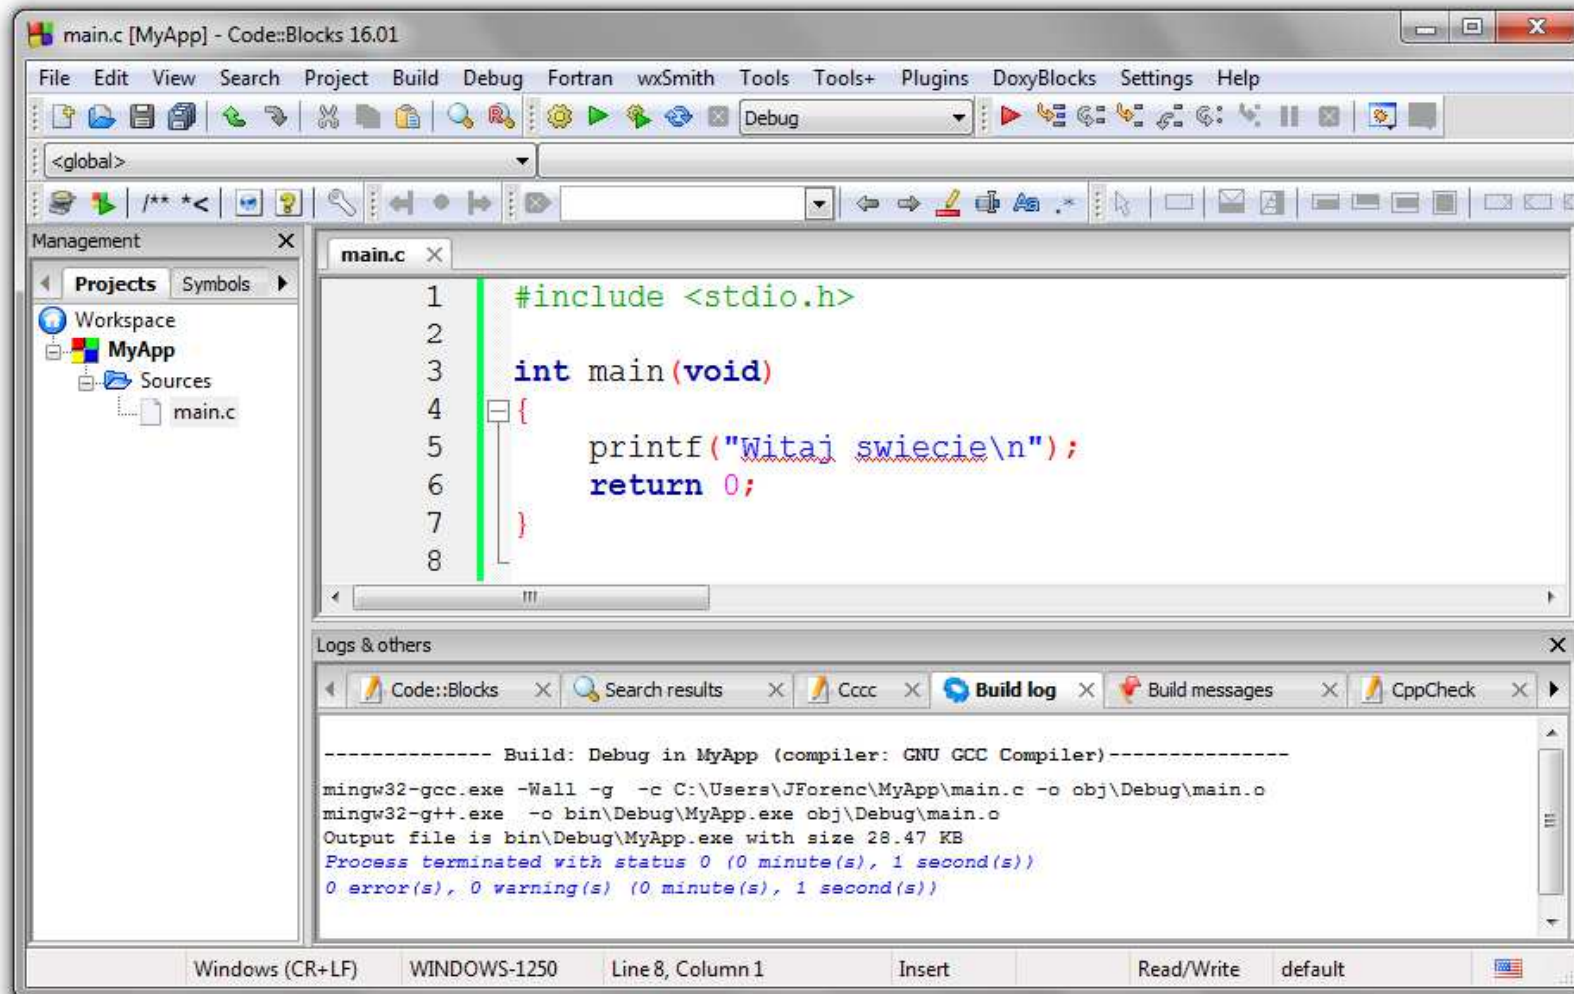 main.c [MyApp] - Code::Blocks 16.01
File Edit View Search Project Build Debug Fortran wxSmith Tools Tools+ Plugins DoxyBlocks Settings Help
Debug
<global>
/** *<
Management
main.c
Projects Symbols
Workspace
MyApp
Sources
main.c
1 #include <stdio.h>
2
3 int main(void)
4 {
5 printf("Witaj swiecie\n");
6 return 0;
7 }
8
Logs & others
Code::Blocks Search results Cccc Build log Build messages CppCheck
-------------- Build: Debug in MyApp (compiler: GNU GCC Compiler)---------------
mingw32-gcc.exe -Wall -g -c C:\Users\JForenc\MyApp\main.c -o obj\Debug\main.o
mingw32-g++.exe -o bin\Debug\MyApp.exe obj\Debug\main.o
Output file is bin\Debug\MyApp.exe with size 28.47 KB
Process terminated with status 0 (0 minute(s), 1 second(s))
0 error(s), 0 warning(s) (0 minute(s), 1 second(s))
Windows (CR+LF) WINDOWS-1250 Line 8, Column 1 Insert Read/Write default